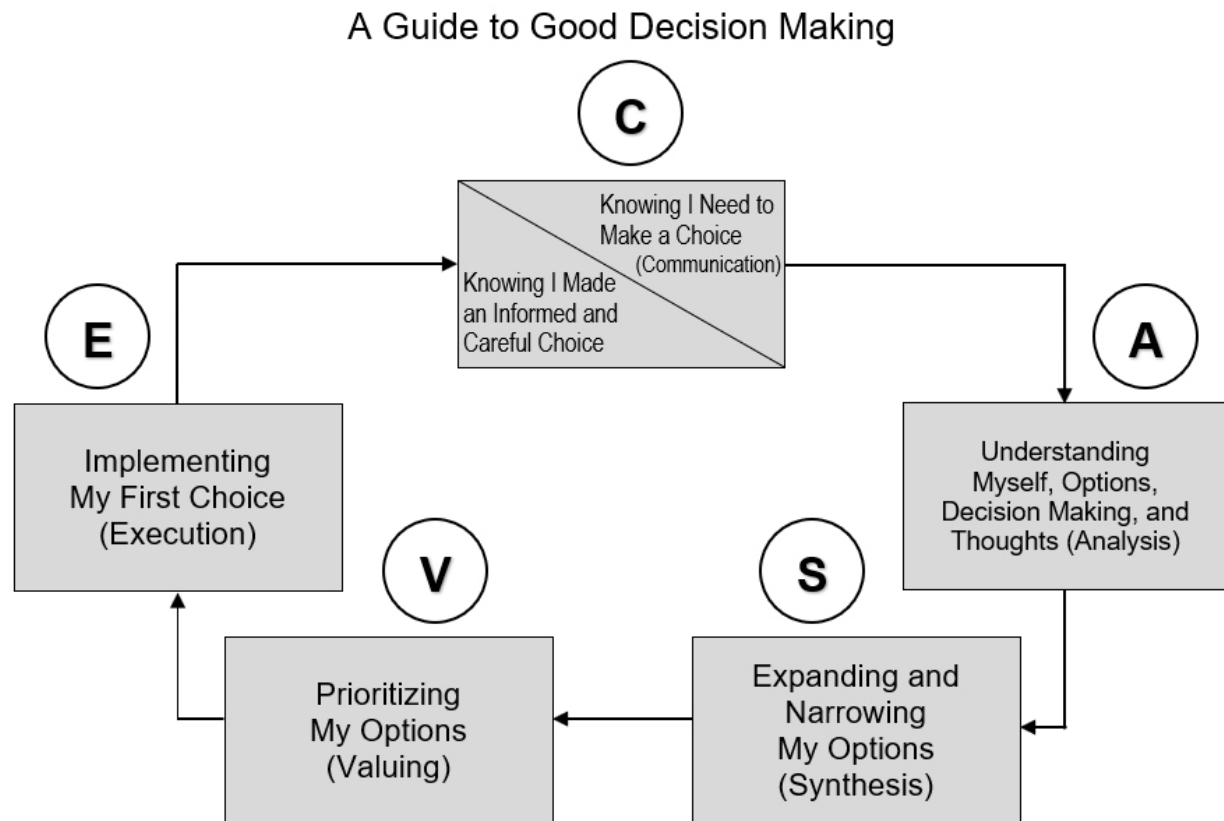 A Guide to Good Decision Making
C
Knowing I Need to
Make a Choice
(Communication)
Knowing I Made
an Informed and
Careful Choice
A
Understanding
Myself, Options,
Decision Making, and
Thoughts (Analysis)
S
Expanding and
Narrowing
My Options
(Synthesis)
V
Prioritizing
My Options
(Valuing)
E
Implementing
My First Choice
(Execution)